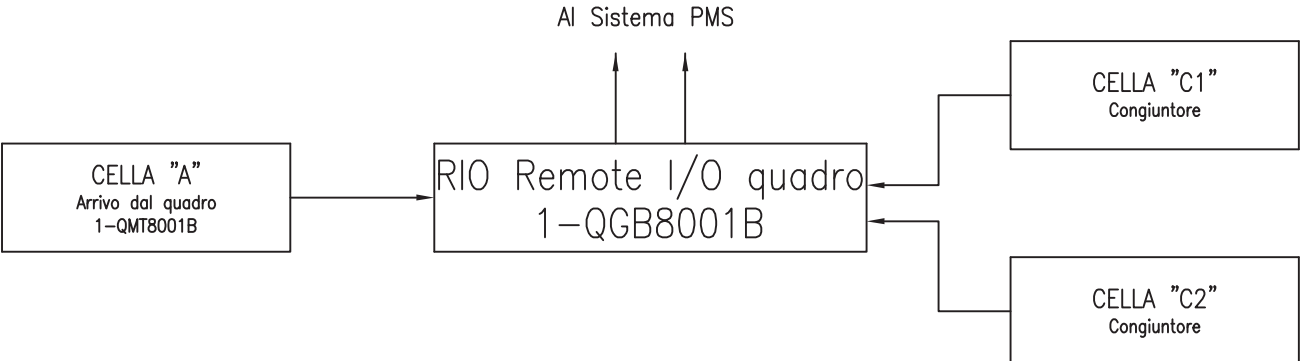 Al Sistema PMS
CELLA "C1"
Congiuntore
CELLA "A"
Arrivo dal quadro
1-QMT8001B
RIO Remote I/O quadro
1-QGB8001B
CELLA "C2"
Congiuntore